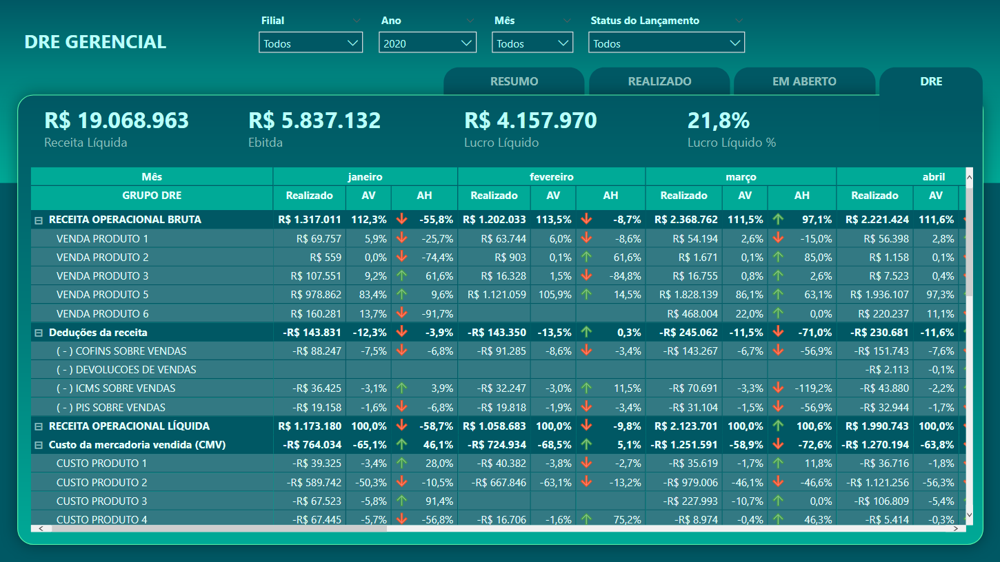 Filial Ano Mês Status do Lançamento
DRE GERENCIAL
Todos 2020 Todos Todos
RESUMO REALIZADO EM ABERTO DRE
R$ 19.068.963 R$ 5.837.132 R$ 4.157.970 21,8%
Receita Líquida Ebitda Lucro Líquido Lucro Líquido %
Mês janeiro fevereiro março abril
GRUPO DRE Realizado AV AH Realizado AV AH Realizado AV AH Realizado AV
RECEITA OPERACIONAL BRUTA R$ 1.317.011 112,3% -55,8% R$ 1.202.033 113,5% -8,7% R$ 2.368.762 111,5% 97,1% R$ 2.221.424 111,6%
VENDA PRODUTO 1 R$ 69.757 5,9% -25,7% R$ 63.744 6,0% -8,6% R$ 54.194 2,6% -15,0% R$ 56.398 2,8%
VENDA PRODUTO 2 R$ 559 0,0% -74,4% R$ 903 0,1% 61,6% R$ 1.671 0,1% 85,0% R$ 1.158 0,1%
VENDA PRODUTO 3 R$ 107.551 9,2% 61,6% R$ 16.328 1,5% -84,8% R$ 16.755 0,8% 2,6% R$ 7.523 0,4%
VENDA PRODUTO 5 R$ 978.862 83,4% 9,6% R$ 1.121.059 105,9% 14,5% R$ 1.828.139 86,1% 63,1% R$ 1.936.107 97,3%
VENDA PRODUTO 6 R$ 160.281 13,7% -91,7% R$ 468.004 22,0% 0,0% R$ 220.237 11,1%
Deduções da receita -R$ 143.831 -12,3% -3,9% -R$ 143.350 -13,5% 0,3% -R$ 245.062 -11,5% -71,0% -R$ 230.681 -11,6%
( - ) COFINS SOBRE VENDAS -R$ 88.247 -7,5% -6,8% -R$ 91.285 -8,6% -3,4% -R$ 143.267 -6,7% -56,9% -R$ 151.743 -7,6%
( - ) DEVOLUCOES DE VENDAS -R$ 2.113 -0,1%
( - ) ICMS SOBRE VENDAS -R$ 36.425 -3,1% 3,9% -R$ 32.247 -3,0% 11,5% -R$ 70.691 -3,3% -119,2% -R$ 43.880 -2,2%
( - ) PIS SOBRE VENDAS -R$ 19.158 -1,6% -6,8% -R$ 19.818 -1,9% -3,4% -R$ 31.104 -1,5% -56,9% -R$ 32.944 -1,7%
RECEITA OPERACIONAL LÍQUIDA R$ 1.173.180 100,0% -58,7% R$ 1.058.683 100,0% -9,8% R$ 2.123.701 100,0% 100,6% R$ 1.990.743 100,0%
Custo da mercadoria vendida (CMV) -R$ 764.034 -65,1% 46,1% -R$ 724.934 -68,5% 5,1% -R$ 1.251.591 -58,9% -72,6% -R$ 1.270.194 -63,8%
CUSTO PRODUTO 1 -R$ 39.325 -3,4% 28,0% -R$ 40.382 -3,8% -2,7% -R$ 35.619 -1,7% 11,8% -R$ 36.716 -1,8%
CUSTO PRODUTO 2 -R$ 589.742 -50,3% -10,5% -R$ 667.846 -63,1% -13,2% -R$ 979.006 -46,1% -46,6% -R$ 1.121.256 -56,3%
CUSTO PRODUTO 3 -R$ 67.523 -5,8% 91,4% -R$ 227.993 -10,7% 0,0% -R$ 106.809 -5,4%
CUSTO PRODUTO 4 -R$ 67.445 -5,7% -56,8% -R$ 16.706 -1,6% 75,2% -R$ 8.974 -0,4% 46,3% -R$ 5.414 -0,3%